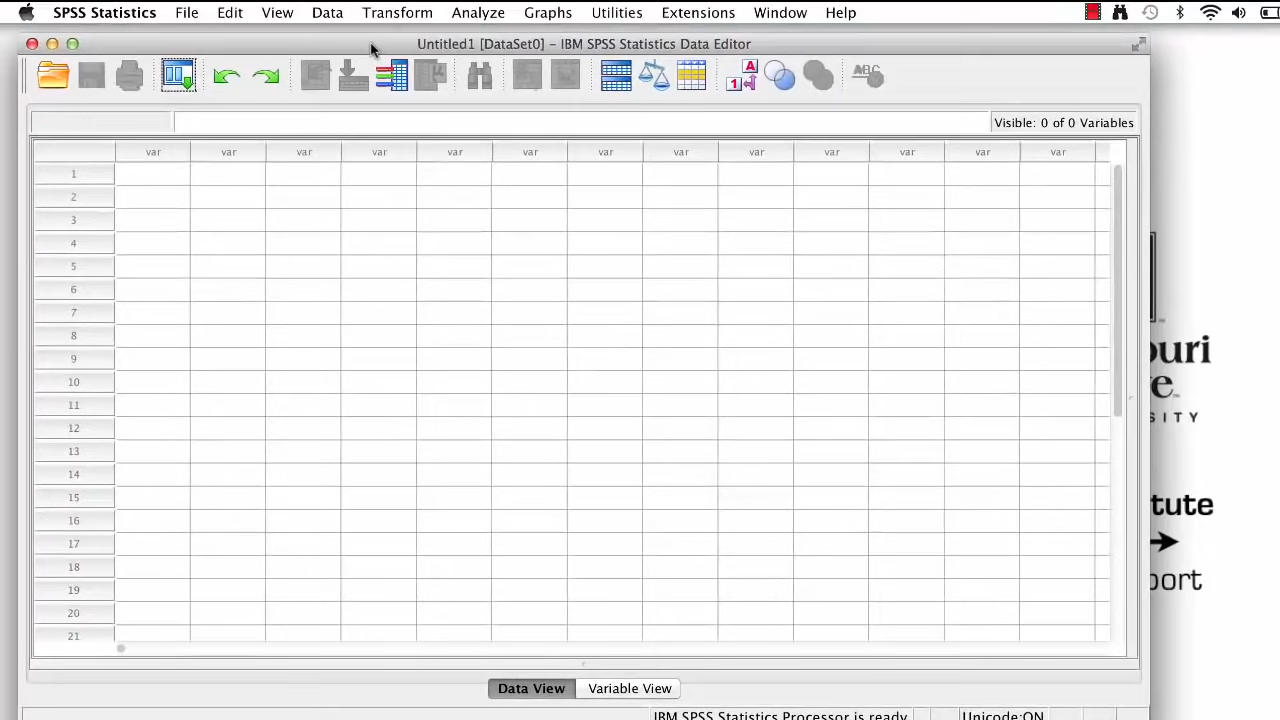 SPSS Statistics File Edit View Data Transform Analyze Graphs Utilities Extensions Window Help
Untitled1 [DataSet0] – IBM SPSS Statistics Data Editor
1 A
ABC
Visible: 0 of 0 Variables
var var var var var var var var var var var var var
1
2
3
4
5
6
7
8
9
10
11
12
13
14
15
16
17
18
19
20
21
ouri
e
SITY
tute
port
Data View Variable View
IBM SPSS Statistics Processor is ready Unicode:ON